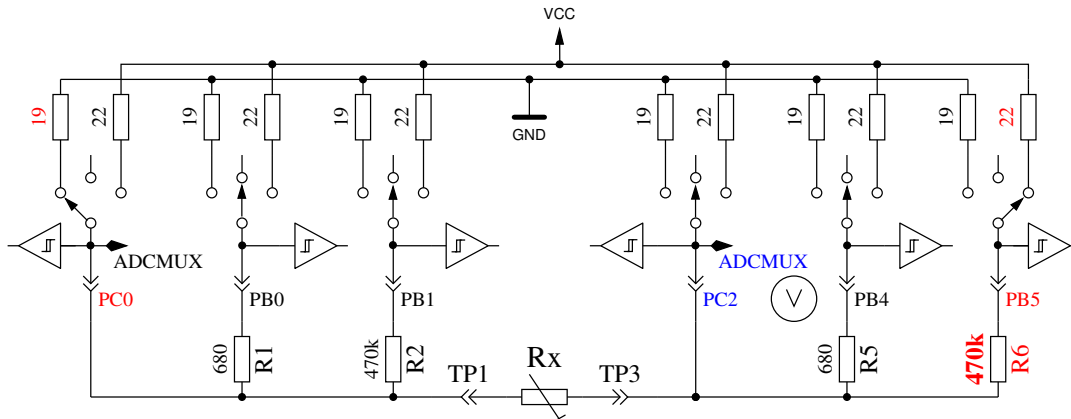 VCC
19
22
19
22
19
22
GND
19
22
19
22
19
22
ADCMUX
ADCMUX
PC0
PB0
PB1
PC2
V
PB4
PB5
680
R1
470k
R2
TP1
Rx
TP3
680
R5
470k
R6